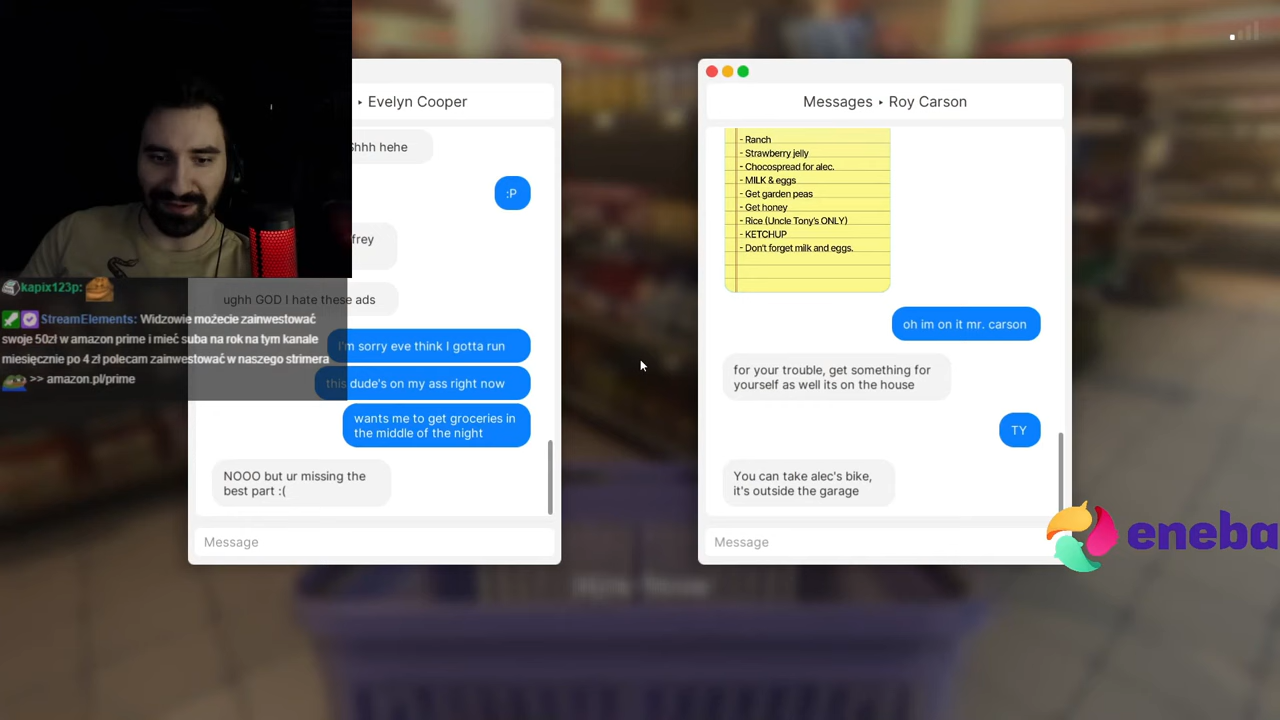 ▸ Evelyn Cooper
Shhh hehe
:P
frey
ughh GOD I hate these ads
I'm sorry eve think I gotta run
this dude's on my ass right now
wants me to get groceries in
the middle of the night
NOOO but ur missing the
best part :(
Message
kapix123p:
StreamElements: Widzowie możecie zainwestować
swoje 50zł w amazon prime i mieć suba na rok na tym kanale
miesięcznie po 4 zł polecam zainwestować w naszego strimera
>> amazon.pl/prime
Messages ▸ Roy Carson
- Ranch
- Strawberry jelly
- Chocospread for alec.
- MILK & eggs
- Get garden peas
- Get honey
- Rice (Uncle Tony's ONLY)
- KETCHUP
- Don't forget milk and eggs.
oh im on it mr. carson
for your trouble, get something for
yourself as well its on the house
TY
You can take alec's bike,
it's outside the garage
Message
eneba